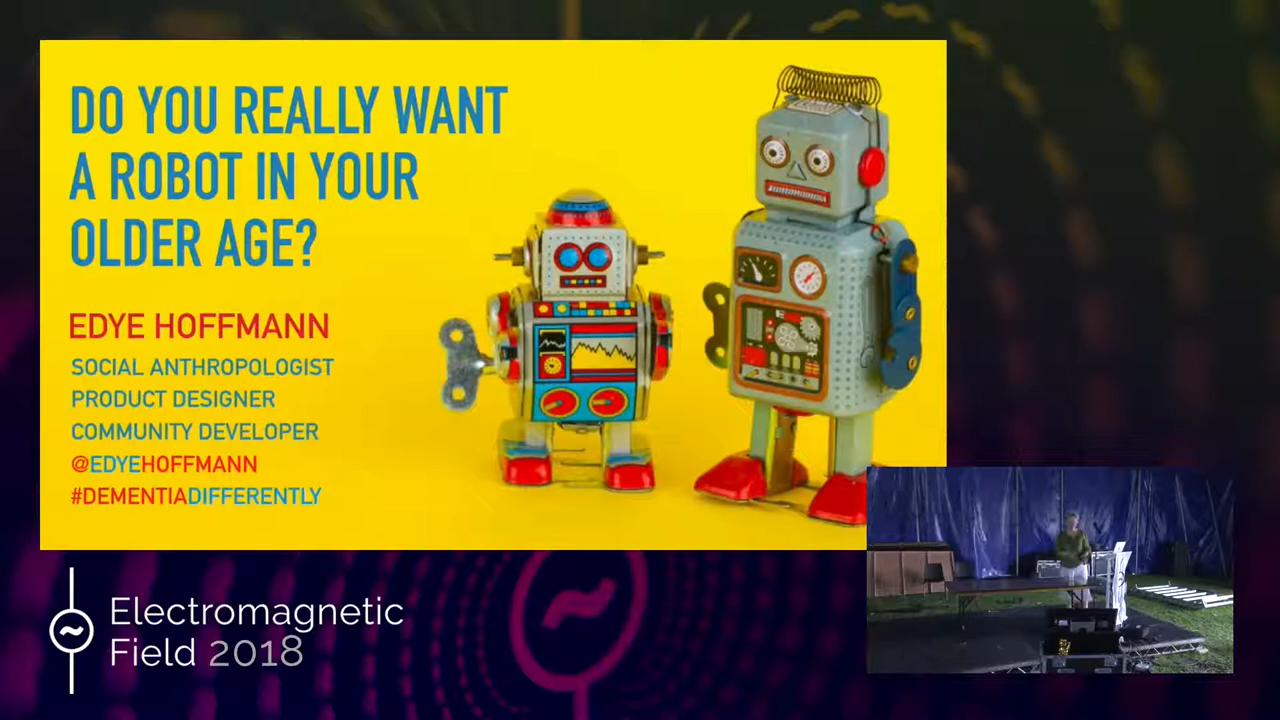 DO YOU REALLY WANT
A ROBOT IN YOUR
OLDER AGE?
EDYE HOFFMANN
SOCIAL ANTHROPOLOGIST
PRODUCT DESIGNER
COMMUNITY DEVELOPER
@EDYEHOFFMANN
#DEMENTIADIFFERENTLY
Electromagnetic
Field 2018